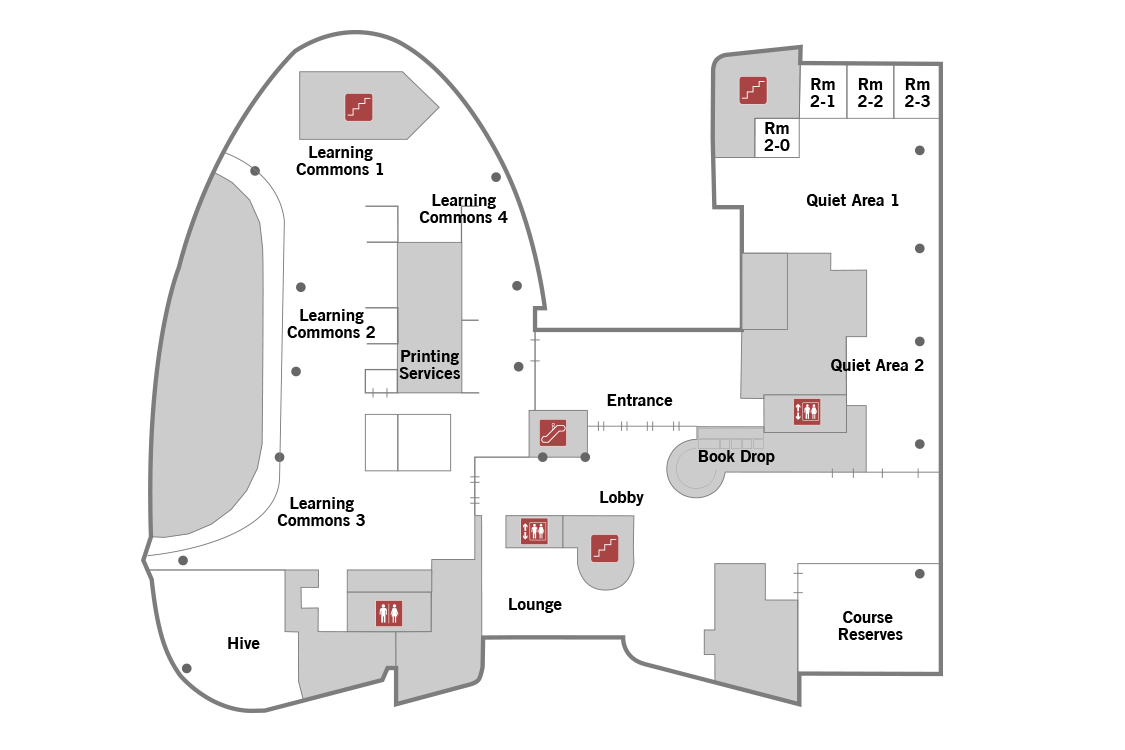 Rm
2-1
Rm
2-2
Rm
2-3
Rm
2-0
Learning
Commons 1
Learning
Commons 4
Quiet Area 1
Learning
Commons 2
Printing
Services
Quiet Area 2
Entrance
Book Drop
Lobby
Learning
Commons 3
Lounge
Course
Reserves
Hive